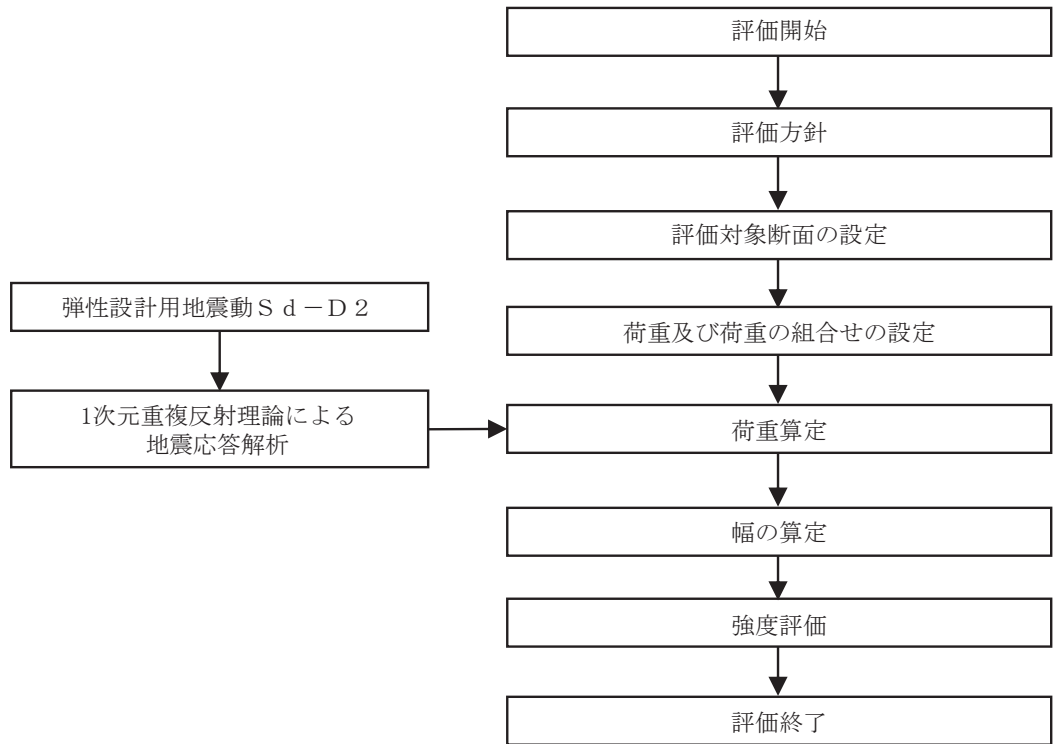 評価開始
評価方針
評価対象断面の設定
弾性設計用地震動Ｓｄ－Ｄ２
荷重及び荷重の組合せの設定
1次元重複反射理論による
地震応答解析
荷重算定
幅の算定
強度評価
評価終了